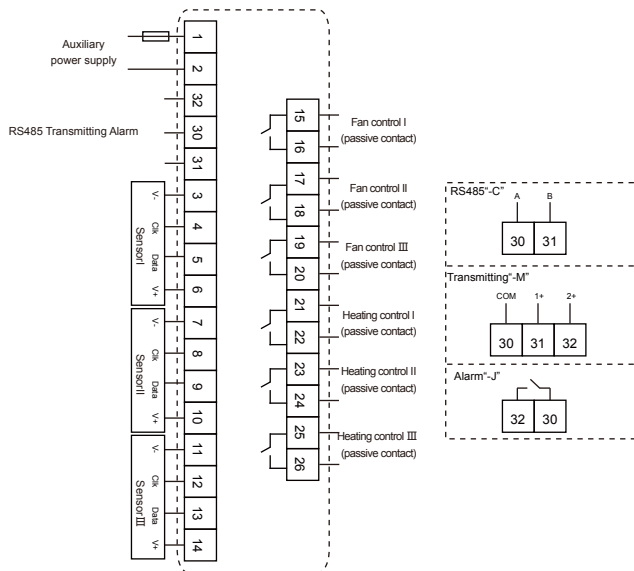 Auxiliary
power supply
RS485 Transmitting Alarm
1
2
32
30
31
3
4
5
6
7
8
9
10
11
12
13
14
V-
Clk
Data
V+
SensorⅠ
V-
Clk
Data
V+
SensorⅡ
V-
Clk
Data
V+
SensorⅢ
15
16
Fan control Ⅰ
(passive contact)
17
18
Fan control Ⅱ
(passive contact)
19
20
Fan control Ⅲ
(passive contact)
21
22
Heating control Ⅰ
(passive contact)
23
24
Heating control Ⅱ
(passive contact)
25
26
Heating control Ⅲ
(passive contact)
RS485"-C"
A B
30 31
Transmitting"-M"
COM 1+ 2+
30 31 32
Alarm"-J"
32 30